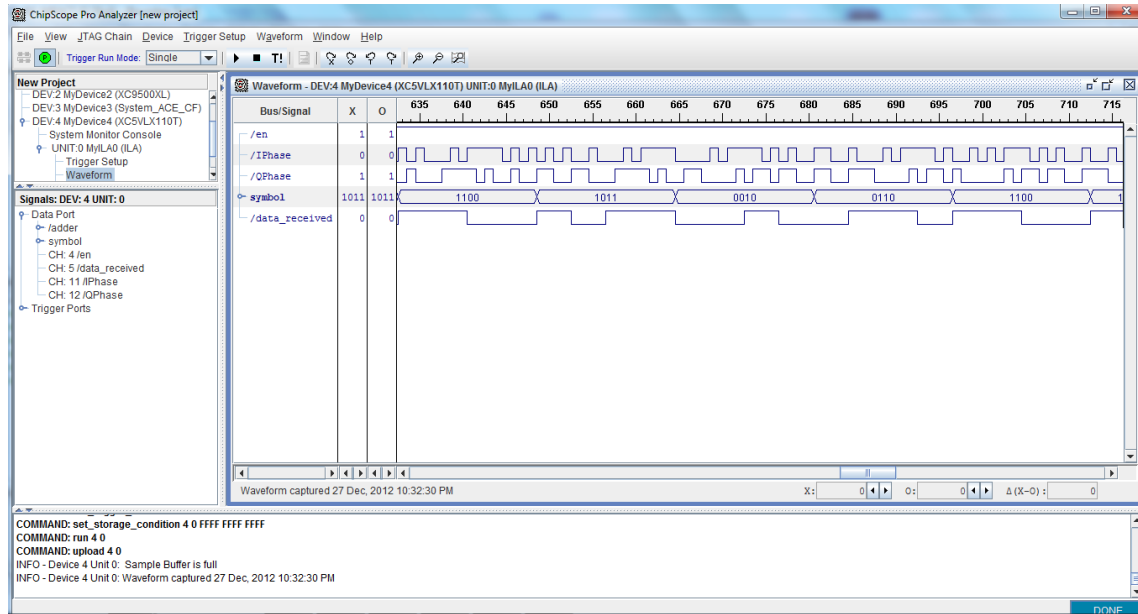 ChipScope Pro Analyzer [new project]
File View JTAG Chain Device Trigger Setup Waveform Window Help
Trigger Run Mode: Single T!
New Project
DEV:2 MyDevice2 (XC9500XL)
DEV:3 MyDevice3 (System_ACE_CF)
DEV:4 MyDevice4 (XC5VLX110T)
System Monitor Console
UNIT:0 MyILA0 (ILA)
Trigger Setup
Waveform
Signals: DEV: 4 UNIT: 0
Data Port
/adder
symbol
CH: 4 /en
CH: 5 /data_received
CH: 11 /IPhase
CH: 12 /QPhase
Trigger Ports
Waveform - DEV:4 MyDevice4 (XC5VLX110T) UNIT:0 MyILA0 (ILA)
Bus/Signal X O 635 640 645 650 655 660 665 670 675 680 685 690 695 700 705 710 715
/en 1 1
/IPhase 0 0
/QPhase 1 1
symbol 1011 1011 1100 1011 0010 0110 1100 1
/data_received 0 0
Waveform captured 27 Dec, 2012 10:32:30 PM X: 0 O: 0 Δ (X-O) : 0
COMMAND: set_storage_condition 4 0 FFFF FFFF FFFF
COMMAND: run 4 0
COMMAND: upload 4 0
INFO - Device 4 Unit 0: Sample Buffer is full
INFO - Device 4 Unit 0: Waveform captured 27 Dec, 2012 10:32:30 PM
DONE